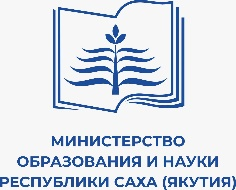 МИНИСТЕРСТВО
ОБРАЗОВАНИЯ И НАУКИ
РЕСПУБЛИКИ САХА (ЯКУТИЯ)